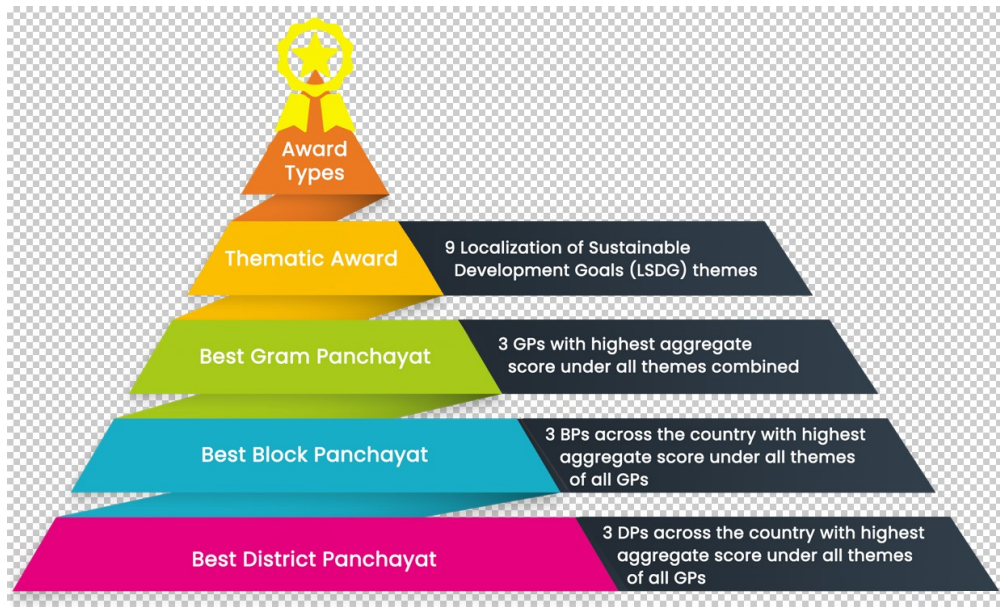 Award
Types
Thematic Award
9 Localization of Sustainable
Development Goals (LSDG) themes
Best Gram Panchayat
3 GPs with highest aggregate
score under all themes combined
Best Block Panchayat
3 BPs across the country with highest
aggregate score under all themes
of all GPs
Best District Panchayat
3 DPs across the country with highest
aggregate score under all themes
of all GPs